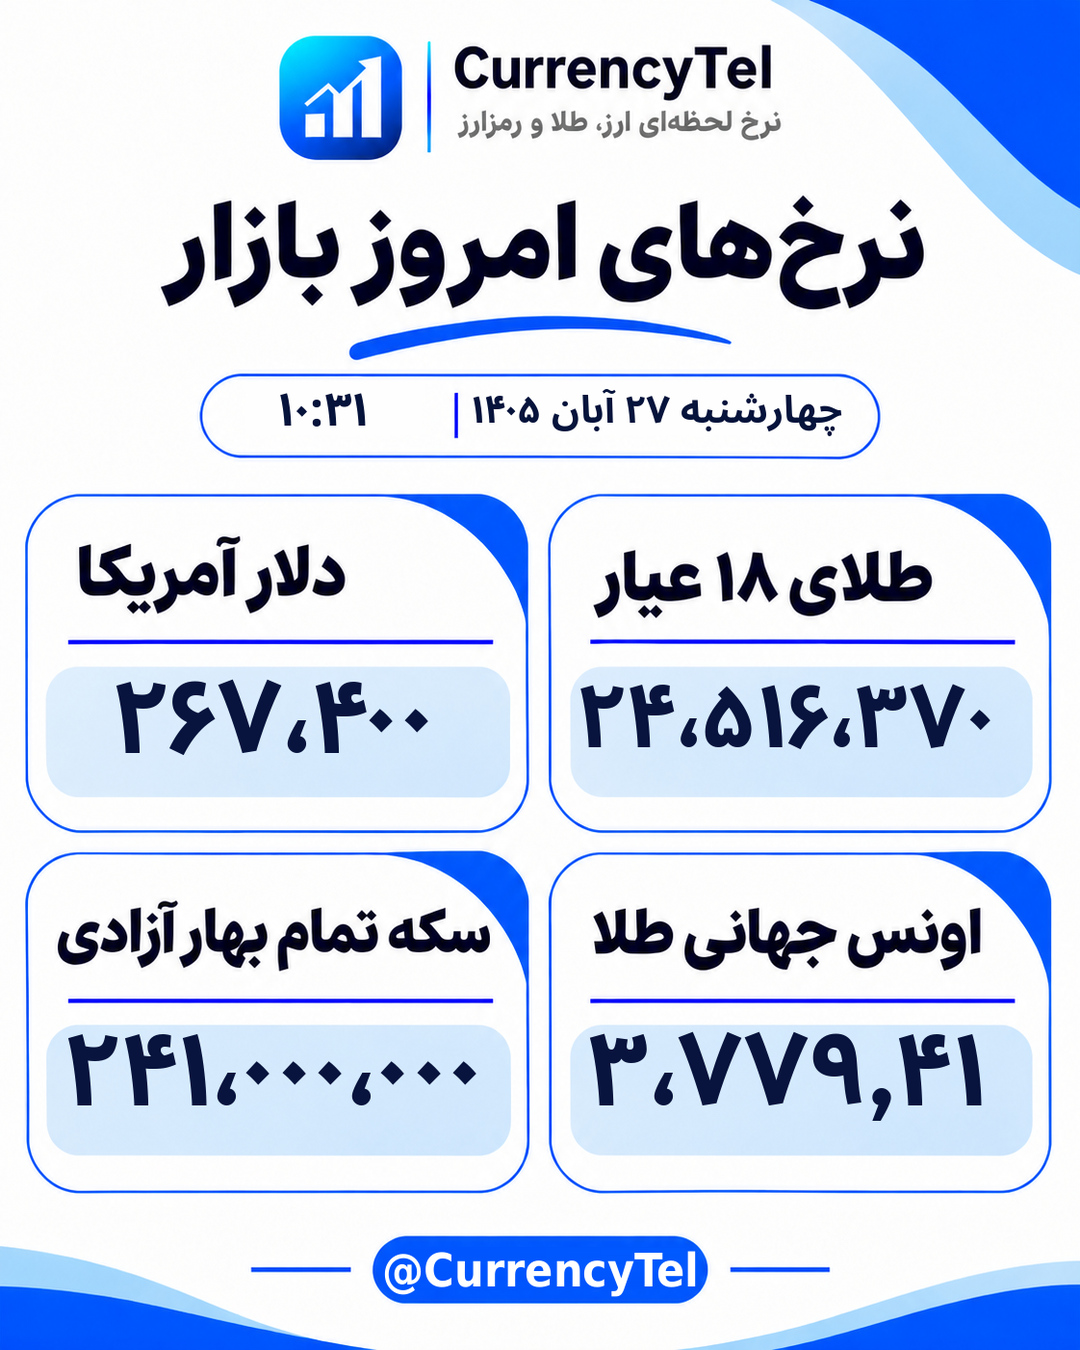 CurrencyTel
نرخ لحظه‌ای ارز، طلا و رمزارز
نرخ‌های امروز بازار
چهارشنبه ۲۷ آبان ۱۴۰۵ | ۱۰:۳۱
طلای ۱۸ عیار
۲۴،۵۱۶،۳۷۰
دلار آمریکا
۲۶۷،۴۰۰
اونس جهانی طلا
۳،۷۷۹,۴۱
سکه تمام بهار آزادی
۲۴۱،۰۰۰،۰۰۰
@CurrencyTel